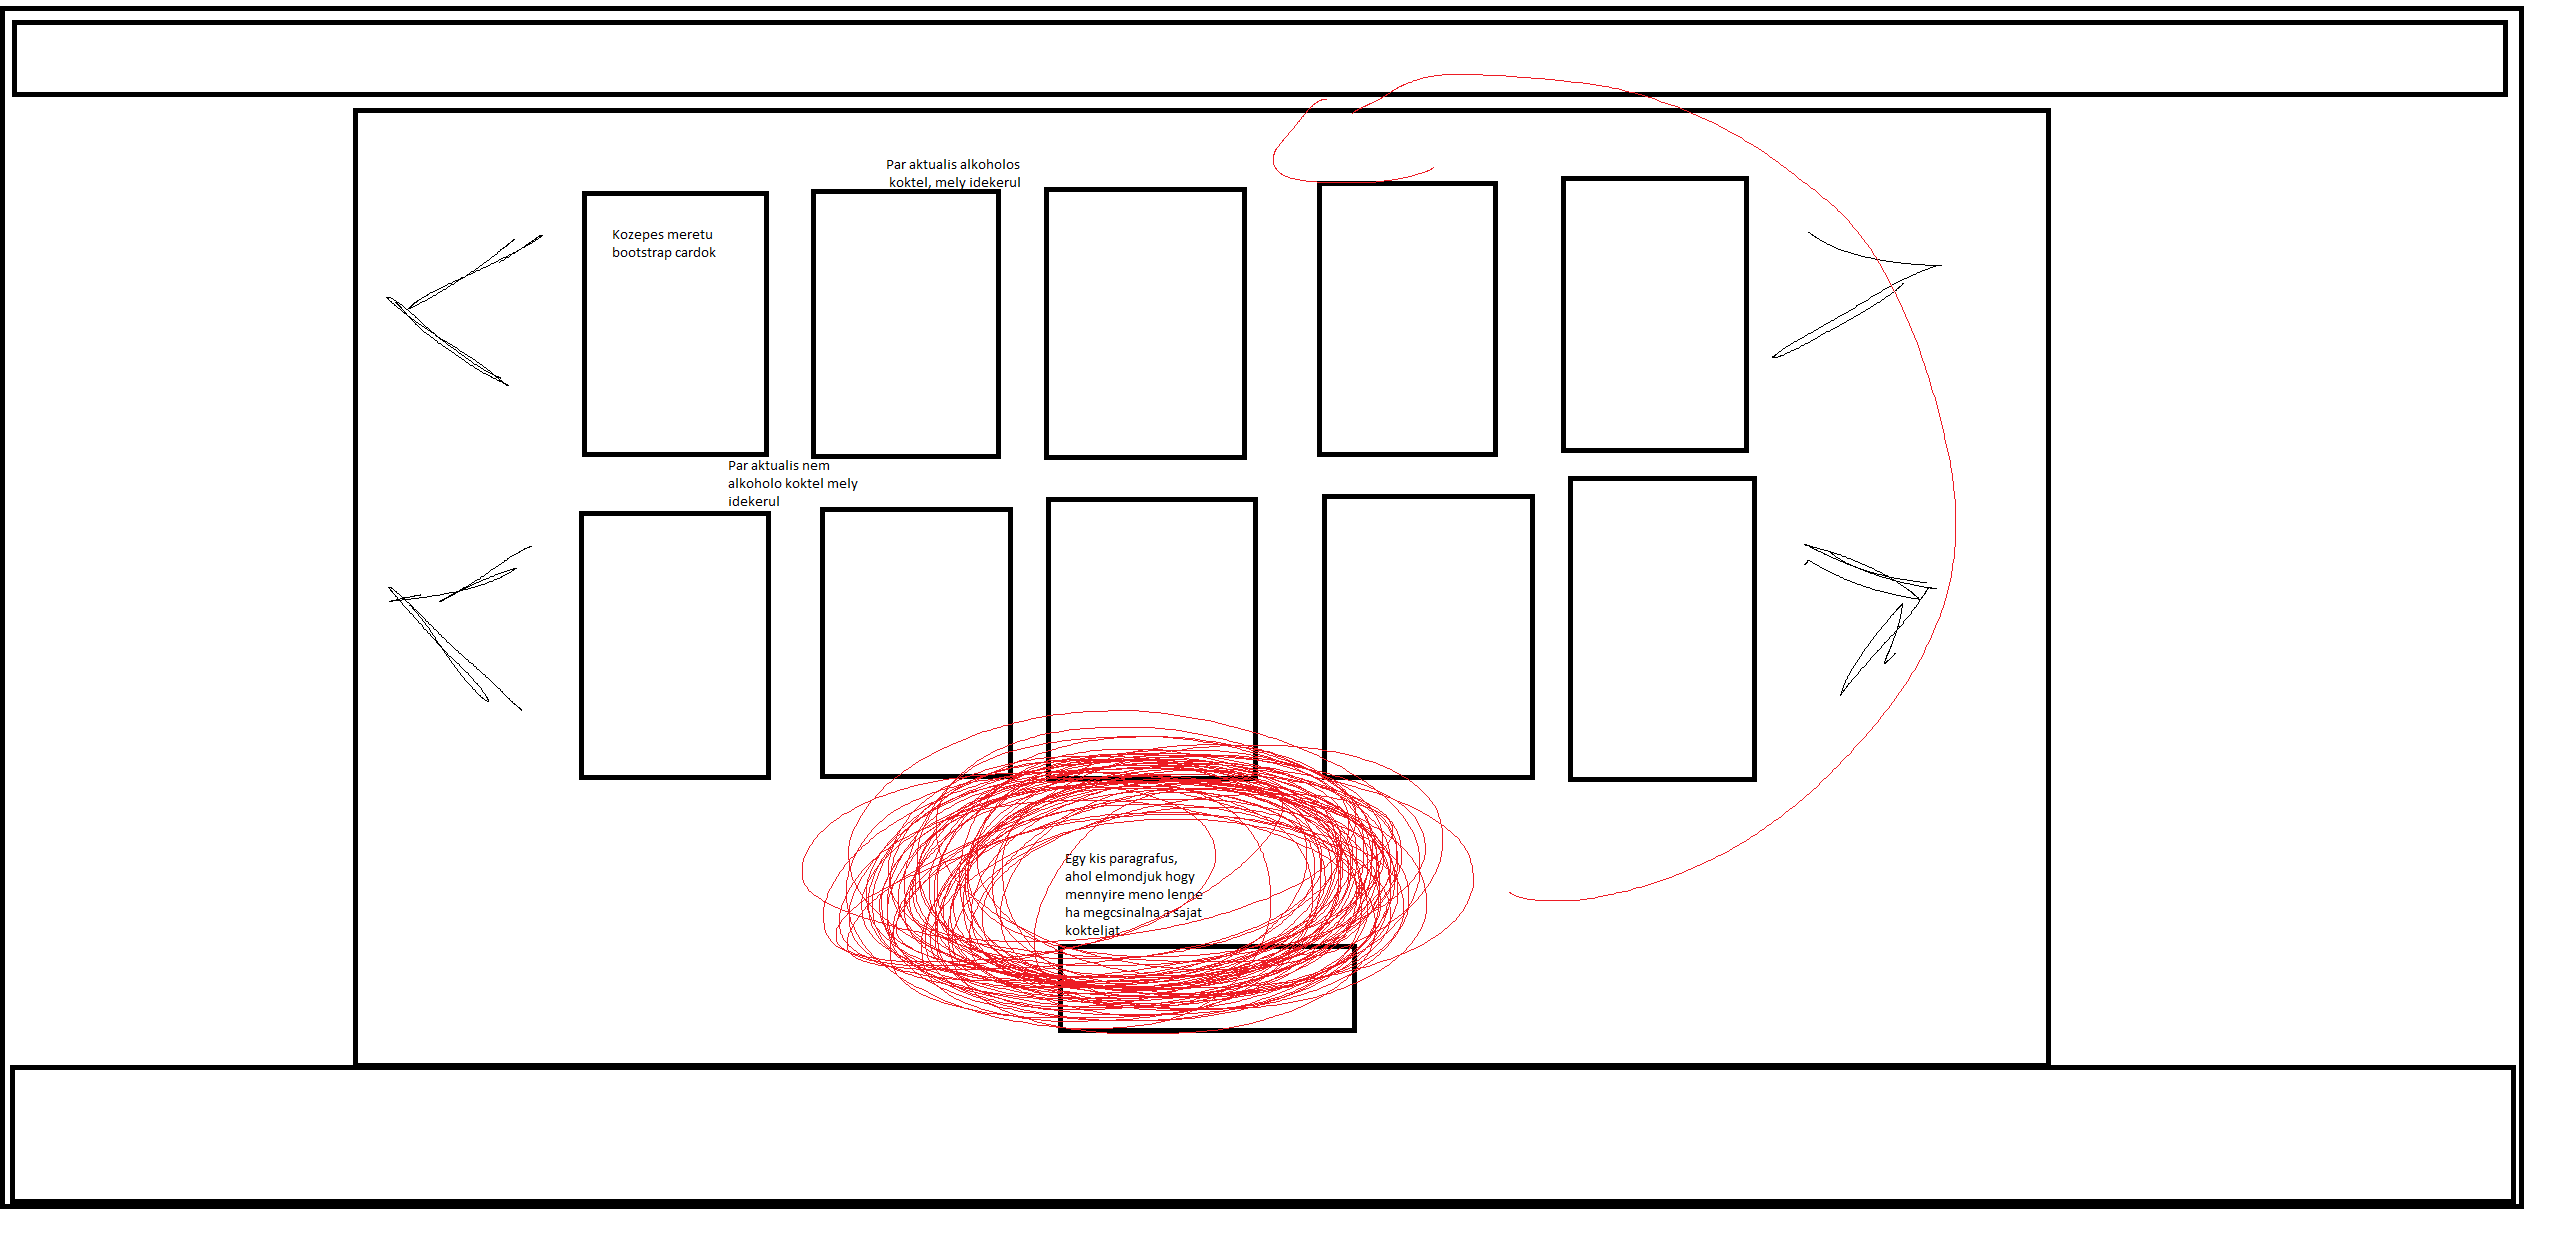 Par aktualis alkoholos
koktel, mely idekerul
Kozepes meretu
bootstrap cardok
Par aktualis nem
alkoholo koktel mely
idekerul
Egy kis paragrafus,
ahol elmondjuk hogy
mennyire meno lenne
ha megcsinalna a sajat
kokteljat